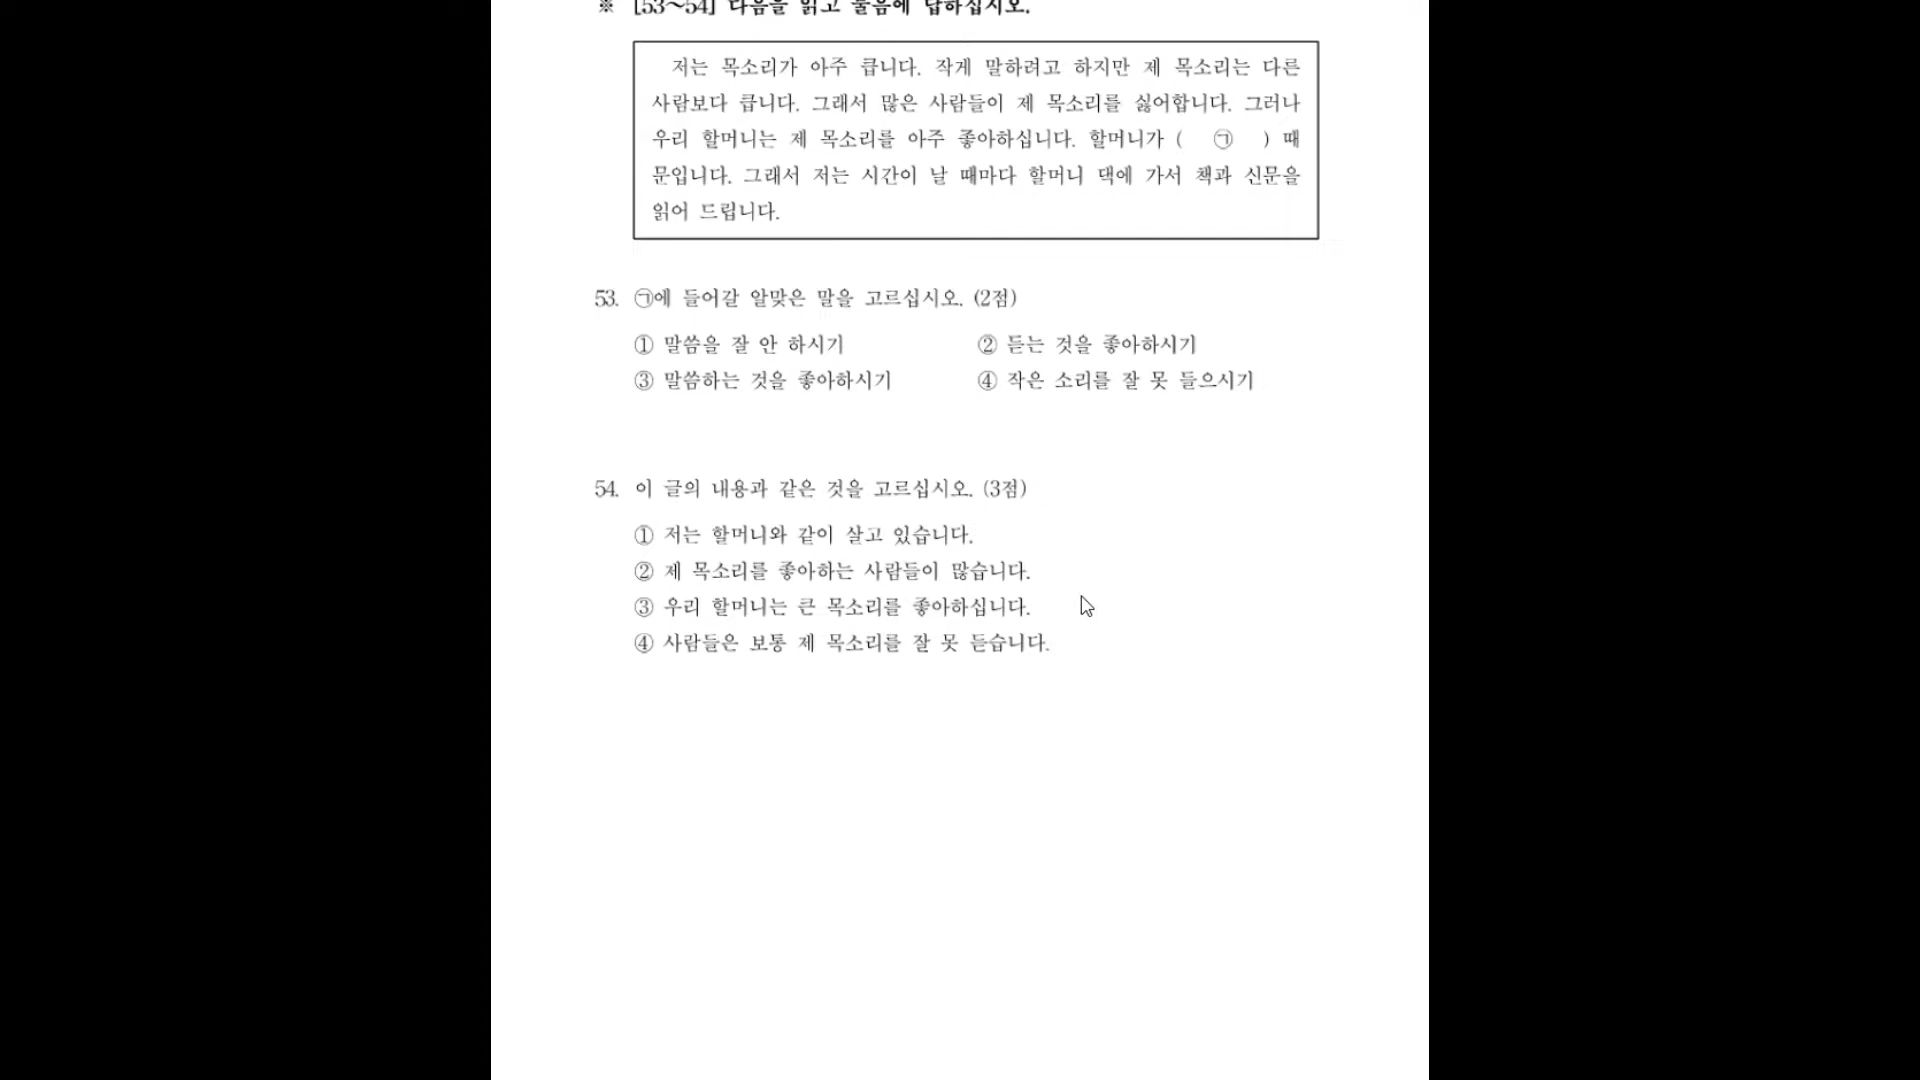 ※ [53～54] 다음을 읽고 물음에 답하십시오.
저는 목소리가 아주 큽니다. 작게 말하려고 하지만 제 목소리는 다른
사람보다 큽니다. 그래서 많은 사람들이 제 목소리를 싫어합니다. 그러나
우리 할머니는 제 목소리를 아주 좋아하십니다. 할머니가 ( ㉠ ) 때
문입니다. 그래서 저는 시간이 날 때마다 할머니 댁에 가서 책과 신문을
읽어 드립니다.
53. ㉠에 들어갈 알맞은 말을 고르십시오. (2점)
① 말씀을 잘 안 하시기 ② 듣는 것을 좋아하시기
③ 말씀하는 것을 좋아하시기 ④ 작은 소리를 잘 못 들으시기
54. 이 글의 내용과 같은 것을 고르십시오. (3점)
① 저는 할머니와 같이 살고 있습니다.
② 제 목소리를 좋아하는 사람들이 많습니다.
③ 우리 할머니는 큰 목소리를 좋아하십니다.
④ 사람들은 보통 제 목소리를 잘 못 듣습니다.